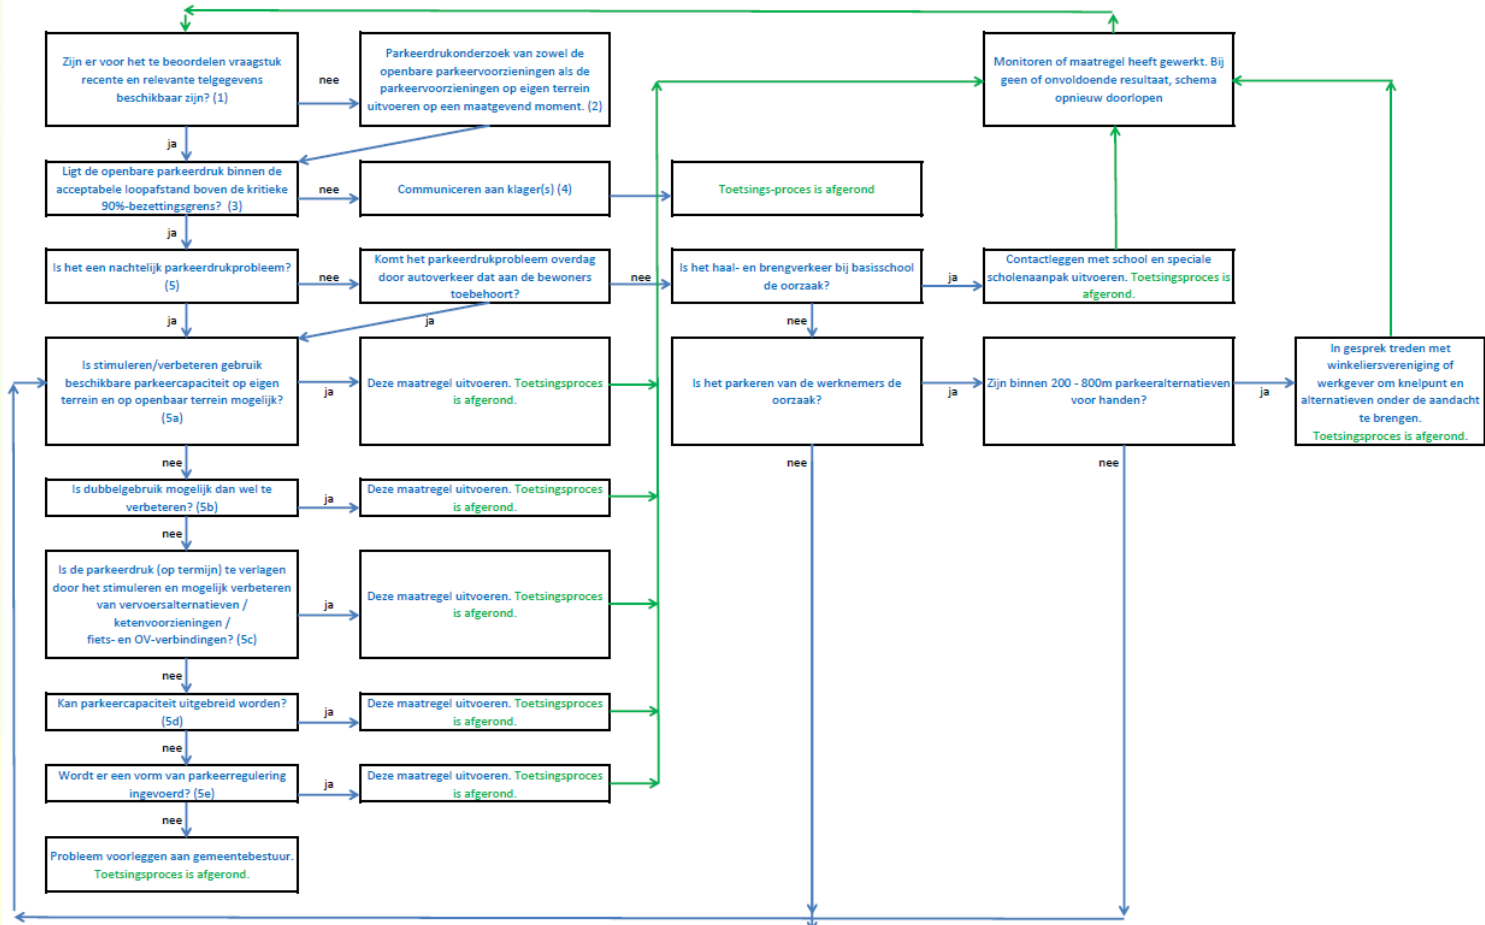 Zijn er voor het te beoordelen vraagstuk
recente en relevante telgegevens
beschikbaar zijn? (1)
nee
Parkeerdrukonderzoek van zowel de
openbare parkeervoorzieningen als de
parkeervoorzieningen op eigen terrein
uitvoeren op een maatgevend moment. (2)
Monitoren of maatregel heeft gewerkt. Bij
geen of onvoldoende resultaat, schema
opnieuw doorlopen
ja
Ligt de openbare parkeerdruk binnen de
acceptabele loopafstand boven de kritieke
90%-bezettingsgrens? (3)
nee
Communiceren aan klager(s) (4)
Toetsings-proces is afgerond
ja
Is het een nachtelijk parkeerdrukprobleem?
(5)
nee
Komt het parkeerdrukprobleem overdag
door autoverkeer dat aan de bewoners
toebehoort?
nee
Is het haal- en brengverkeer bij basisschool
de oorzaak?
ja
Contactleggen met school en speciale
scholenaanpak uitvoeren. Toetsingsproces is
afgerond.
ja
ja
nee
Is stimuleren/verbeteren gebruik
beschikbare parkeercapaciteit op eigen
terrein en op openbaar terrein mogelijk?
(5a)
ja
Deze maatregel uitvoeren. Toetsingsproces
is afgerond.
Is het parkeren van de werknemers de
oorzaak?
ja
Zijn binnen 200 - 800m parkeeralternatieven
voor handen?
ja
In gesprek treden met
winkeliersvereniging of
werkgever om knelpunt en
alternatieven onder de aandacht
te brengen.
Toetsingsproces is afgerond.
nee
nee
nee
Is dubbelgebruik mogelijk dan wel te
verbeteren? (5b)
ja
Deze maatregel uitvoeren. Toetsingsproces
is afgerond.
nee
Is de parkeerdruk (op termijn) te verlagen
door het stimuleren en mogelijk verbeteren
van vervoersalternatieven /
ketenvoorzieningen /
fiets- en OV-verbindingen? (5c)
ja
Deze maatregel uitvoeren. Toetsingsproces
is afgerond.
nee
Kan parkeercapaciteit uitgebreid worden?
(5d)
ja
Deze maatregel uitvoeren. Toetsingsproces
is afgerond.
nee
Wordt er een vorm van parkeerregulering
ingevoerd? (5e)
ja
Deze maatregel uitvoeren. Toetsingsproces
is afgerond.
nee
Probleem voorleggen aan gemeentebestuur.
Toetsingsproces is afgerond.